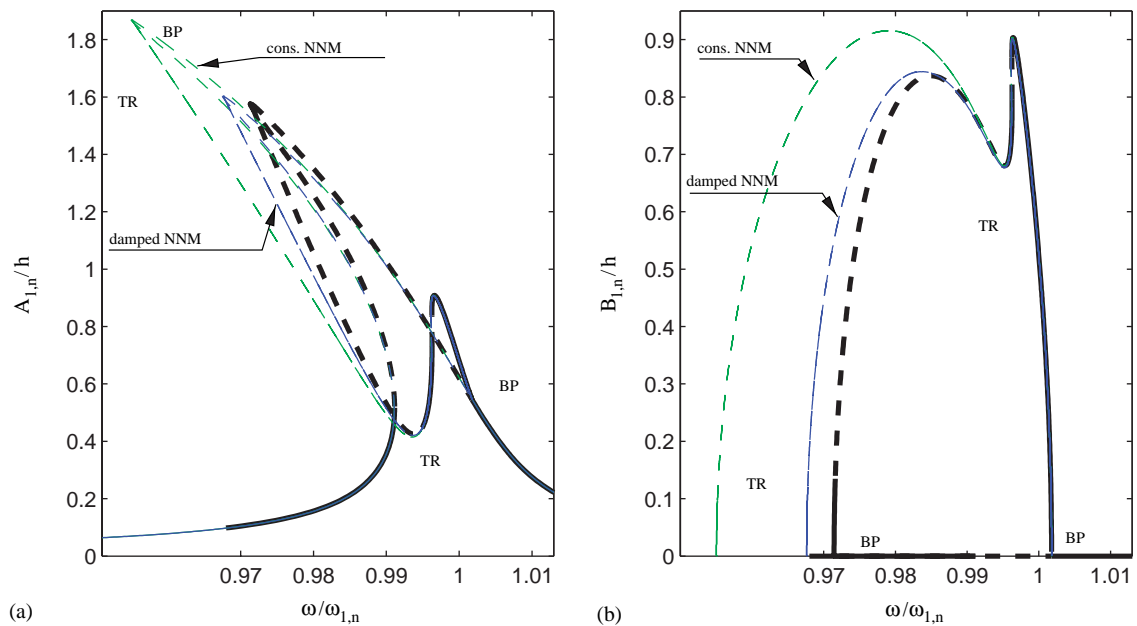 1.8
1.6
1.4
1.2
1
0.8
0.6
0.4
0.2
0
A1,n/h
BP
cons. NNM
TR
damped NNM
BP
TR
0.97 0.98 0.99 1 1.01
ω/ω1,n
(a)
0.9
0.8
0.7
0.6
0.5
0.4
0.3
0.2
0.1
0
B1,n/h
cons. NNM
damped NNM
TR
TR
BP
BP
0.97 0.98 0.99 1 1.01
ω/ω1,n
(b)